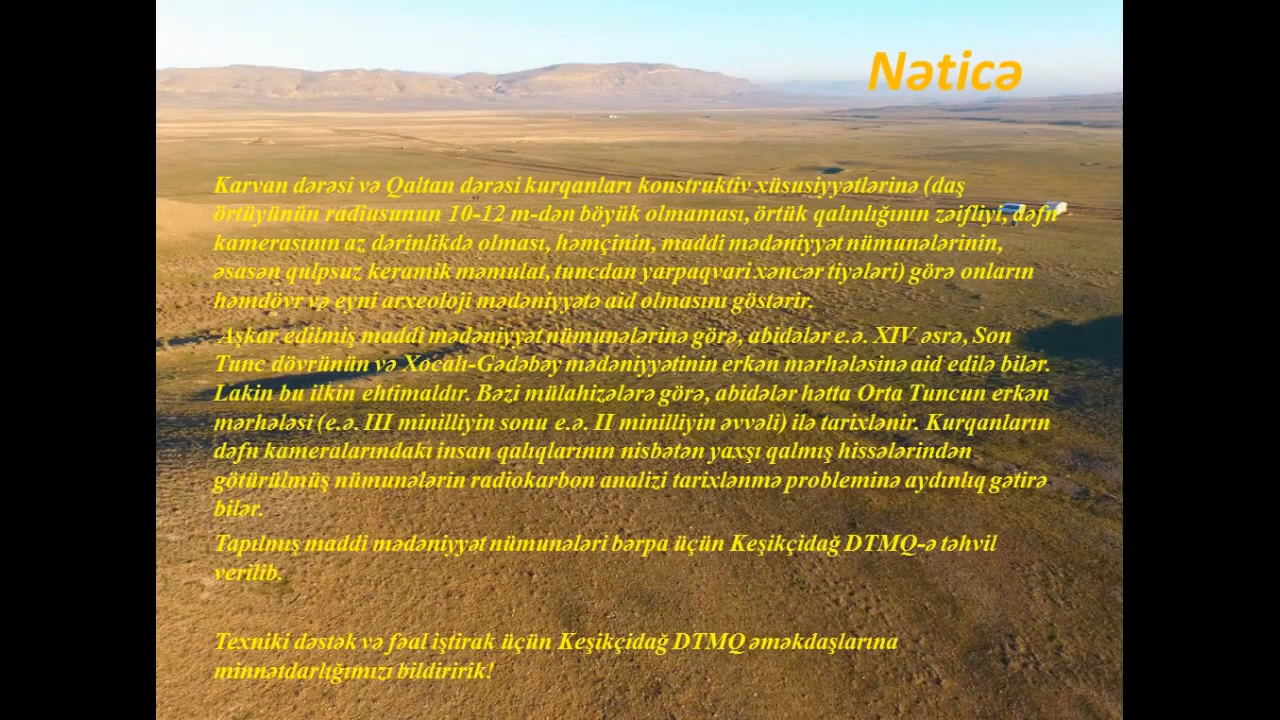 Nəticə
Karvan dərəsi və Qaltan dərəsi kurqanları konstruktiv xüsusiyyətlərinə (daş
örtüyünün radiusunun 10-12 m-dən böyük olmaması, örtük qalınlığının zəifliyi, dəfn
kamerasının az dərinlikdə olması, həmçinin, maddi mədəniyyət nümunələrinin,
əsasən qulpsuz keramik məmulat, tuncdan yarpaqvari xəncər tiyələri) görə onların
həmdövr və eyni arxeoloji mədəniyyətə aid olmasını göstərir.
Aşkar edilmiş maddi mədəniyyət nümunələrinə görə, abidələr e.ə. XIV əsrə, Son
Tunc dövrünün və Xocalı-Gədəbəy mədəniyyətinin erkən mərhələsinə aid edilə bilər.
Lakin bu ilkin ehtimaldır. Bəzi mülahizələrə görə, abidələr hətta Orta Tuncun erkən
mərhələsi (e.ə. III minilliyin sonu e.ə. II minilliyin əvvəli) ilə tarixlənir. Kurqanların
dəfn kameralarındakı insan qalıqlarının nisbətən yaxşı qalmış hissələrindən
götürülmüş nümunələrin radiokarbon analizi tarixlənmə probleminə aydınlıq gətirə
bilər.
Tapılmış maddi mədəniyyət nümunələri bərpa üçün Keşikçidağ DTMQ-ə təhvil
verilib.
Texniki dəstək və fəal iştirak üçün Keşikçidağ DTMQ əməkdaşlarına
minnətdarlığımızı bildiririk!